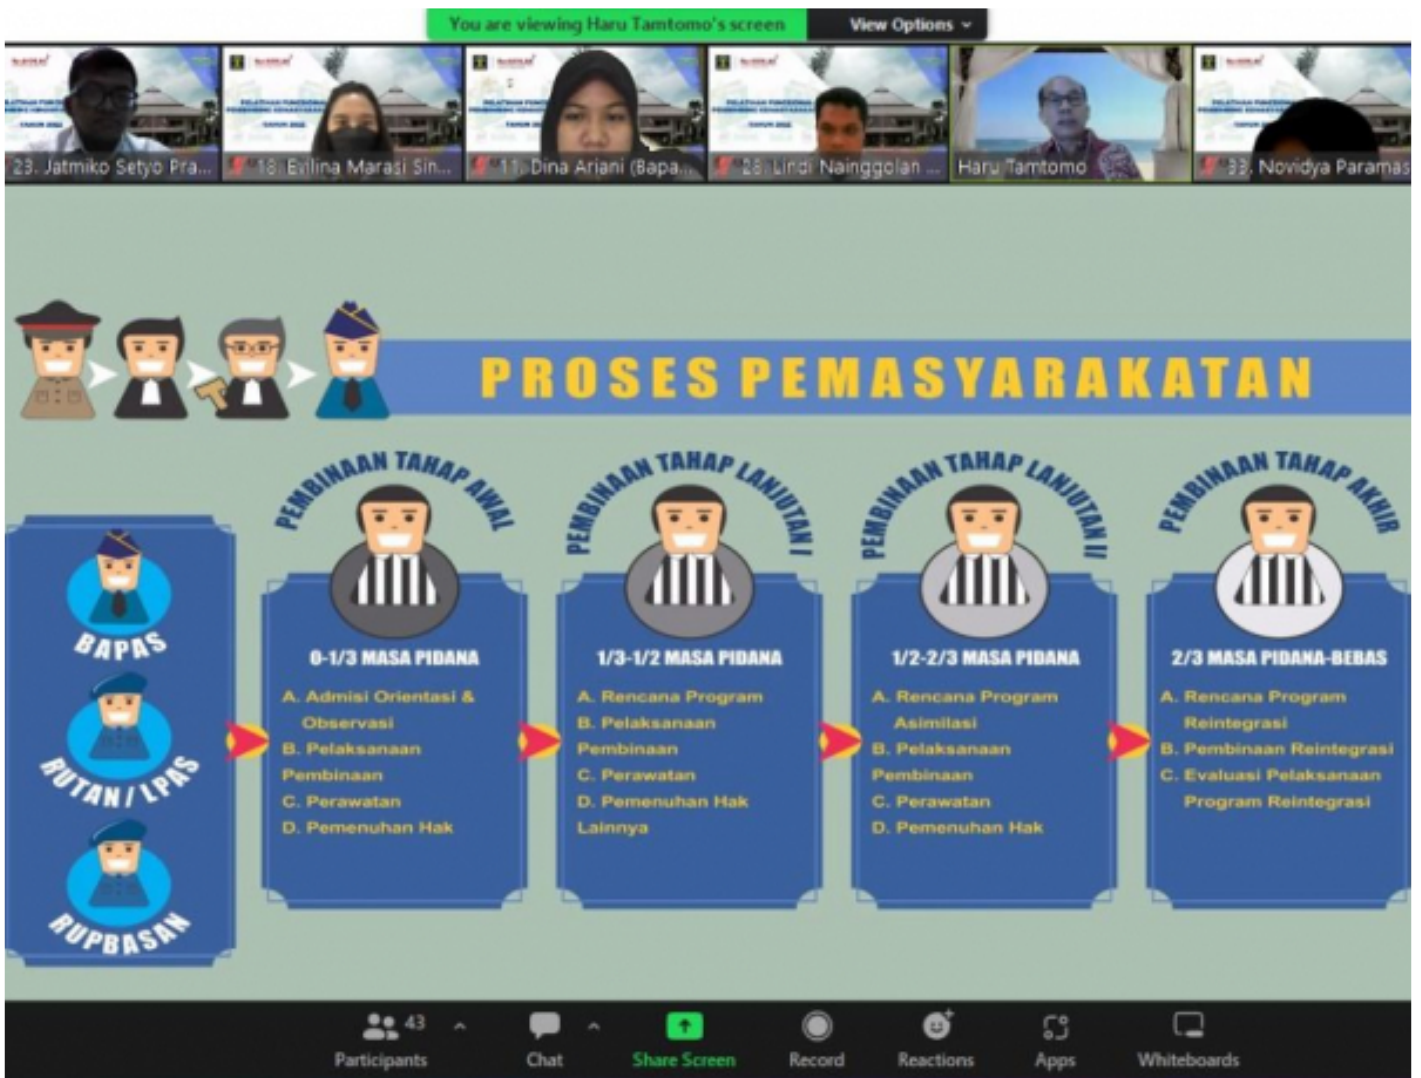 You are viewing Haru Tamtomo's screen
View Options
23. Jatmiko Setyo Pra...
18. Evilina Marasi Sin...
11. Dina Ariani (Bapa...
28. Lindi Nainggolan ...
Haru Tamtomo
33. Novidya Paramas
PROSES PEMASYARAKATAN
BAPAS
RUTAN / LPAS
RUPBASAN
PEMBINAAN TAHAP AWAL
0-1/3 MASA PIDANA
A. Admisi Orientasi &
Observasi
B. Pelaksanaan
Pembinaan
C. Perawatan
D. Pemenuhan Hak
PEMBINAAN TAHAP LANJUTAN I
1/3-1/2 MASA PIDANA
A. Rencana Program
B. Pelaksanaan
Pembinaan
C. Perawatan
D. Pemenuhan Hak
Lainnya
PEMBINAAN TAHAP LANJUTAN II
1/2-2/3 MASA PIDANA
A. Rencana Program
Asimilasi
B. Pelaksanaan
Pembinaan
C. Perawatan
D. Pemenuhan Hak
PEMBINAAN TAHAP AKHIR
2/3 MASA PIDANA-BEBAS
A. Rencana Program
Reintegrasi
B. Pembinaan Reintegrasi
C. Evaluasi Pelaksanaan
Program Reintegrasi
43
Participants
Chat
Share Screen
Record
Reactions
Apps
Whiteboards